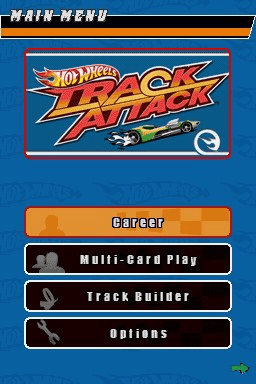 MAIN MENU
HOT WHEELS
TRACK
ATTACK
Career
Multi-Card Play
Track Builder
Options